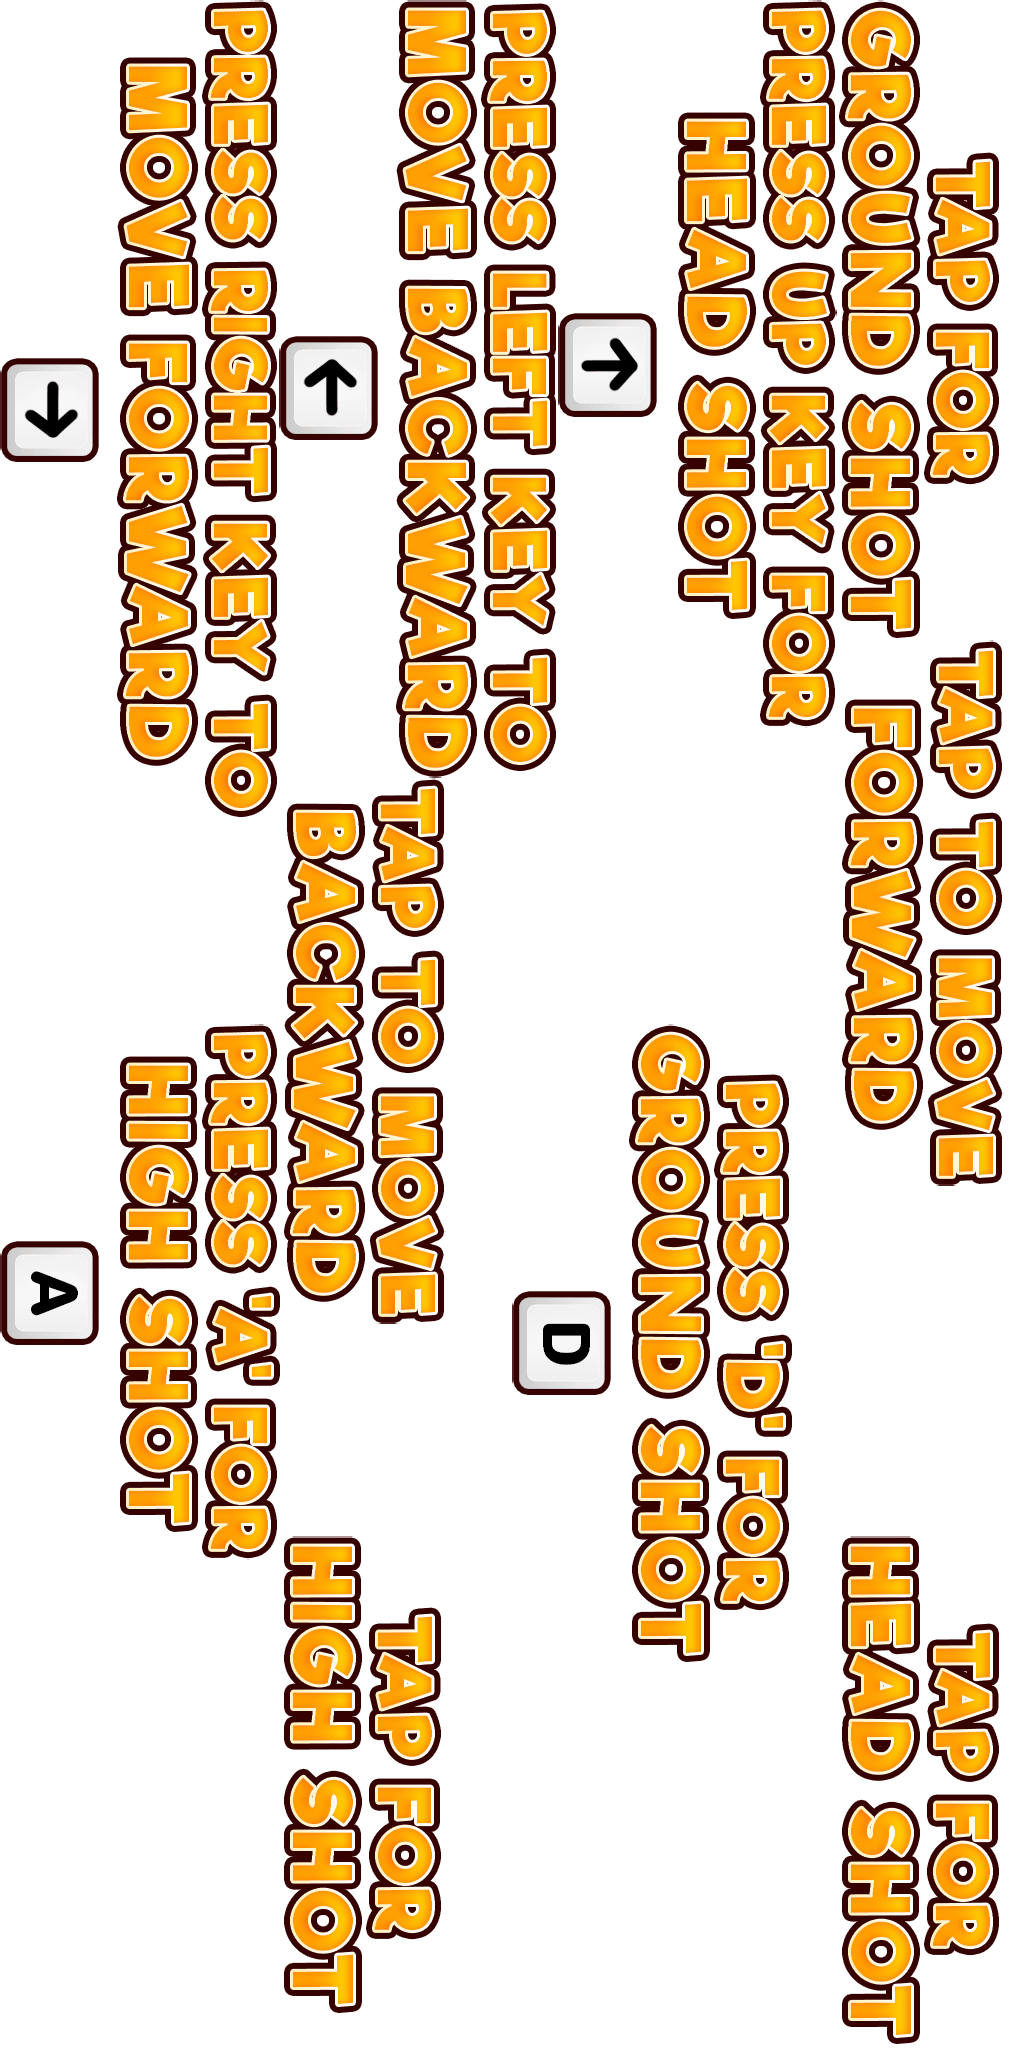 TAP FOR
GROUND SHOT
PRESS UP KEY FOR
HEAD SHOT
PRESS LEFT KEY TO
MOVE BACKWARD
PRESS RIGHT KEY TO
MOVE FORWARD
TAP TO MOVE
FORWARD
TAP TO MOVE
BACKWARD
PRESS 'D' FOR
GROUND SHOT
D
PRESS 'A' FOR
HIGH SHOT
A
TAP FOR
HEAD SHOT
TAP FOR
HIGH SHOT